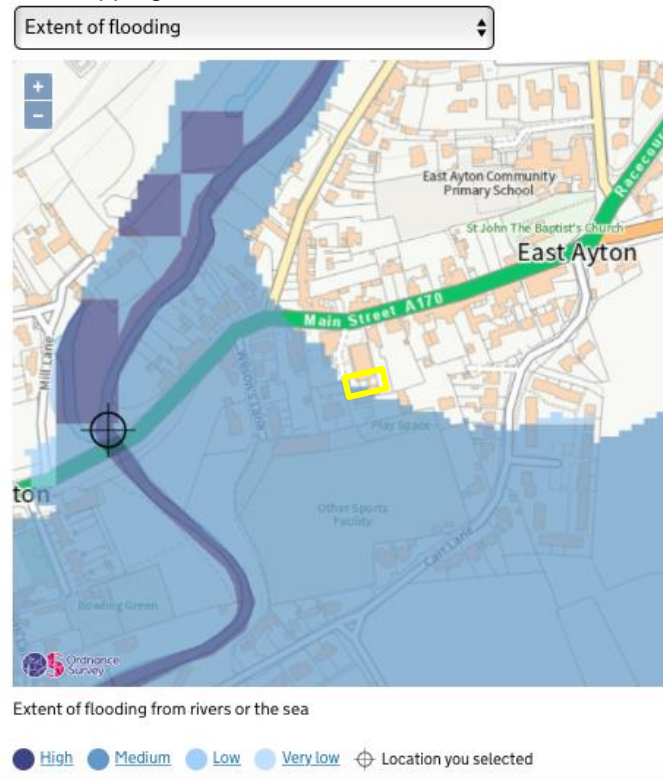 Extent of flooding
+
−
East Ayton Community
Primary School
Racecour
St John The Baptist's Church
East Ayton
Main Street A170
Mill Lane
Play Space
ton
Other Sports
Facility
Carr Lane
Bowling Green
Ordnance
Survey
Extent of flooding from rivers or the sea
High Medium Low Very low Location you selected